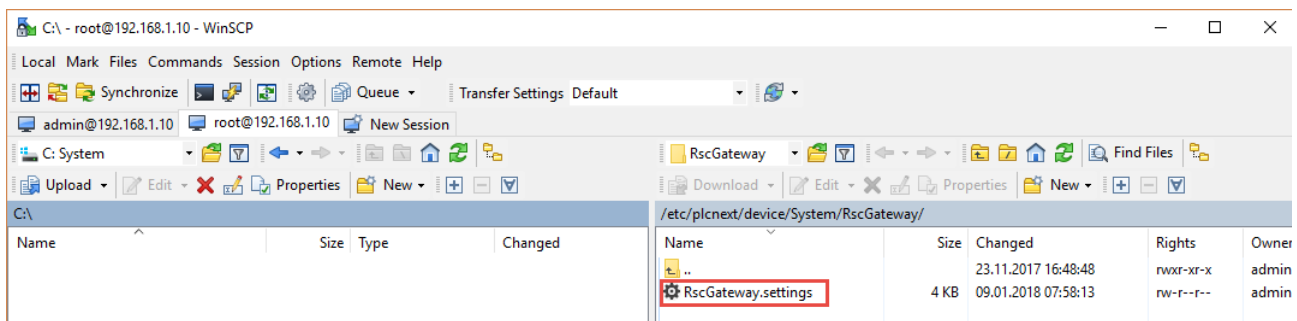 C:\ - root@192.168.1.10 - WinSCP
Local Mark Files Commands Session Options Remote Help
Synchronize Queue Transfer Settings Default
admin@192.168.1.10 root@192.168.1.10 New Session
C: System RscGateway Find Files
Upload Edit Properties New Download Edit Properties New
C:\ /etc/plcnext/device/System/RscGateway/
Name Size Type Changed Name Size Changed Rights Owner
.. 23.11.2017 16:48:48 rwxr-xr-x admin
RscGateway.settings 4 KB 09.01.2018 07:58:13 rw-r--r-- admin